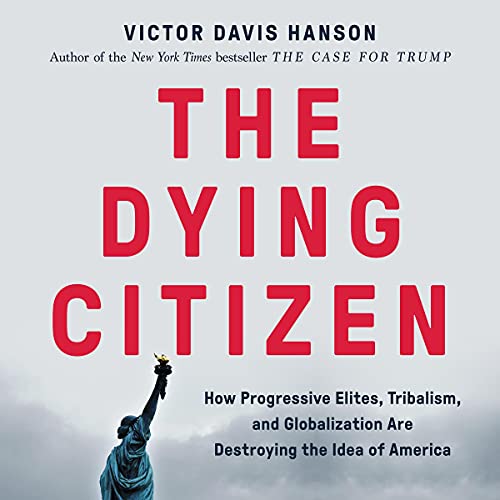 VICTOR DAVIS HANSON
Author of the New York Times bestseller THE CASE FOR TRUMP
THE
DYING
CITIZEN
How Progressive Elites, Tribalism,
and Globalization Are
Destroying the Idea of America